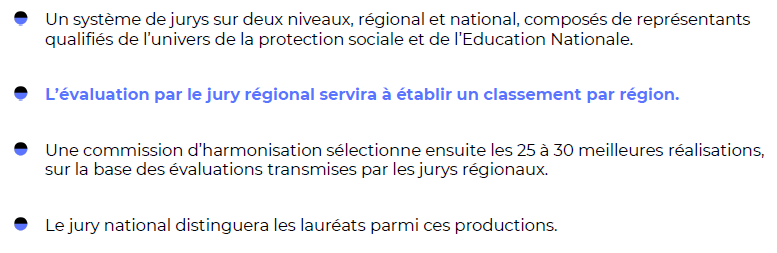 Un système de jurys sur deux niveaux, régional et national, composés de représentants
qualifiés de l’univers de la protection sociale et de l’Education Nationale.
L’évaluation par le jury régional servira à établir un classement par région.
Une commission d’harmonisation sélectionne ensuite les 25 à 30 meilleures réalisations,
sur la base des évaluations transmises par les jurys régionaux.
Le jury national distinguera les lauréats parmi ces productions.